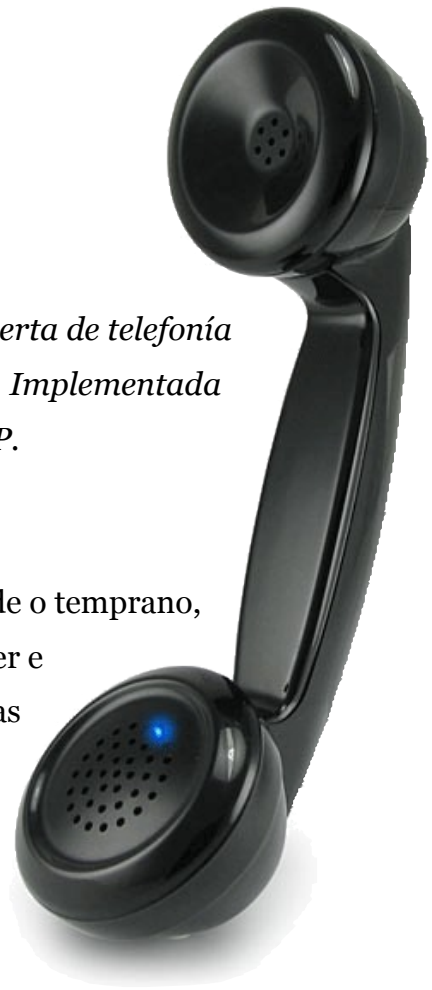 erta de telefonía
Implementada
P.
de o temprano,
er e
as